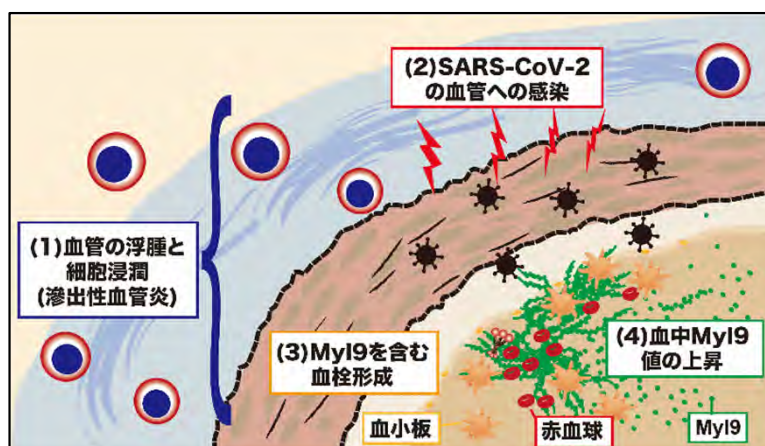 (2)SARS-CoV-2
の血管への感染
(1)血管の浮腫と
細胞浸潤
(滲出性血管炎)
(3)Myl9を含む
血栓形成
(4)血中Myl9
値の上昇
血小板
赤血球
Myl9